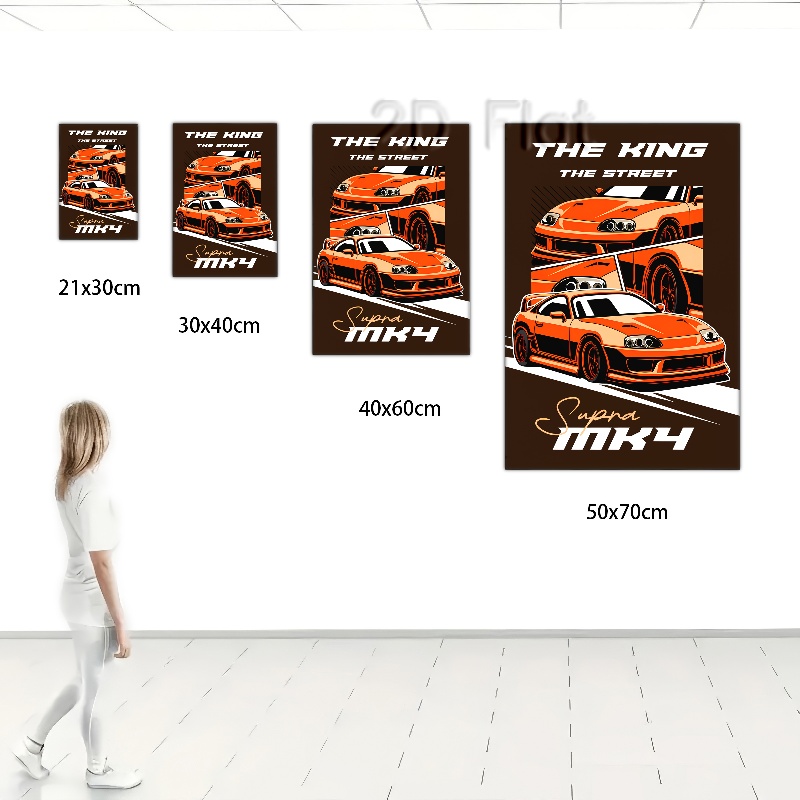 2D Flat
THE KING
THE STREET
Supra
MK4
21x30cm
THE KING
THE STREET
Supra
MK4
30x40cm
THE KING
THE STREET
Supra
MK4
40x60cm
THE KING
THE STREET
Supra
MK4
50x70cm